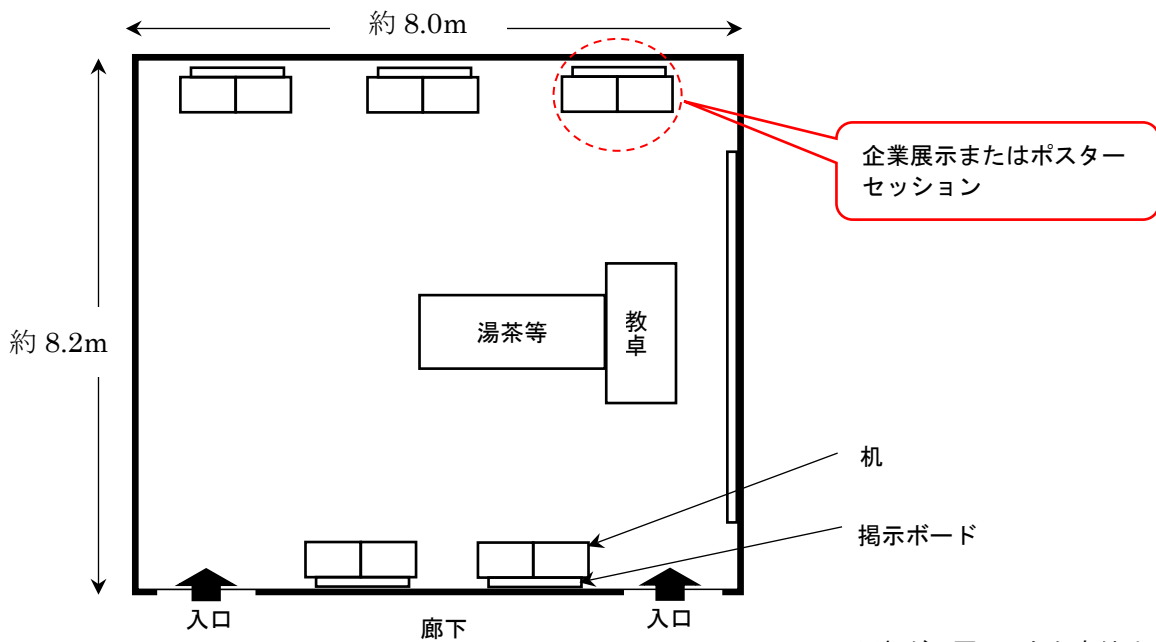 約 8.0m
企業展示またはポスター
セッション
約 8.2m
湯茶等
教
卓
机
掲示ボード
入口
廊下
入口